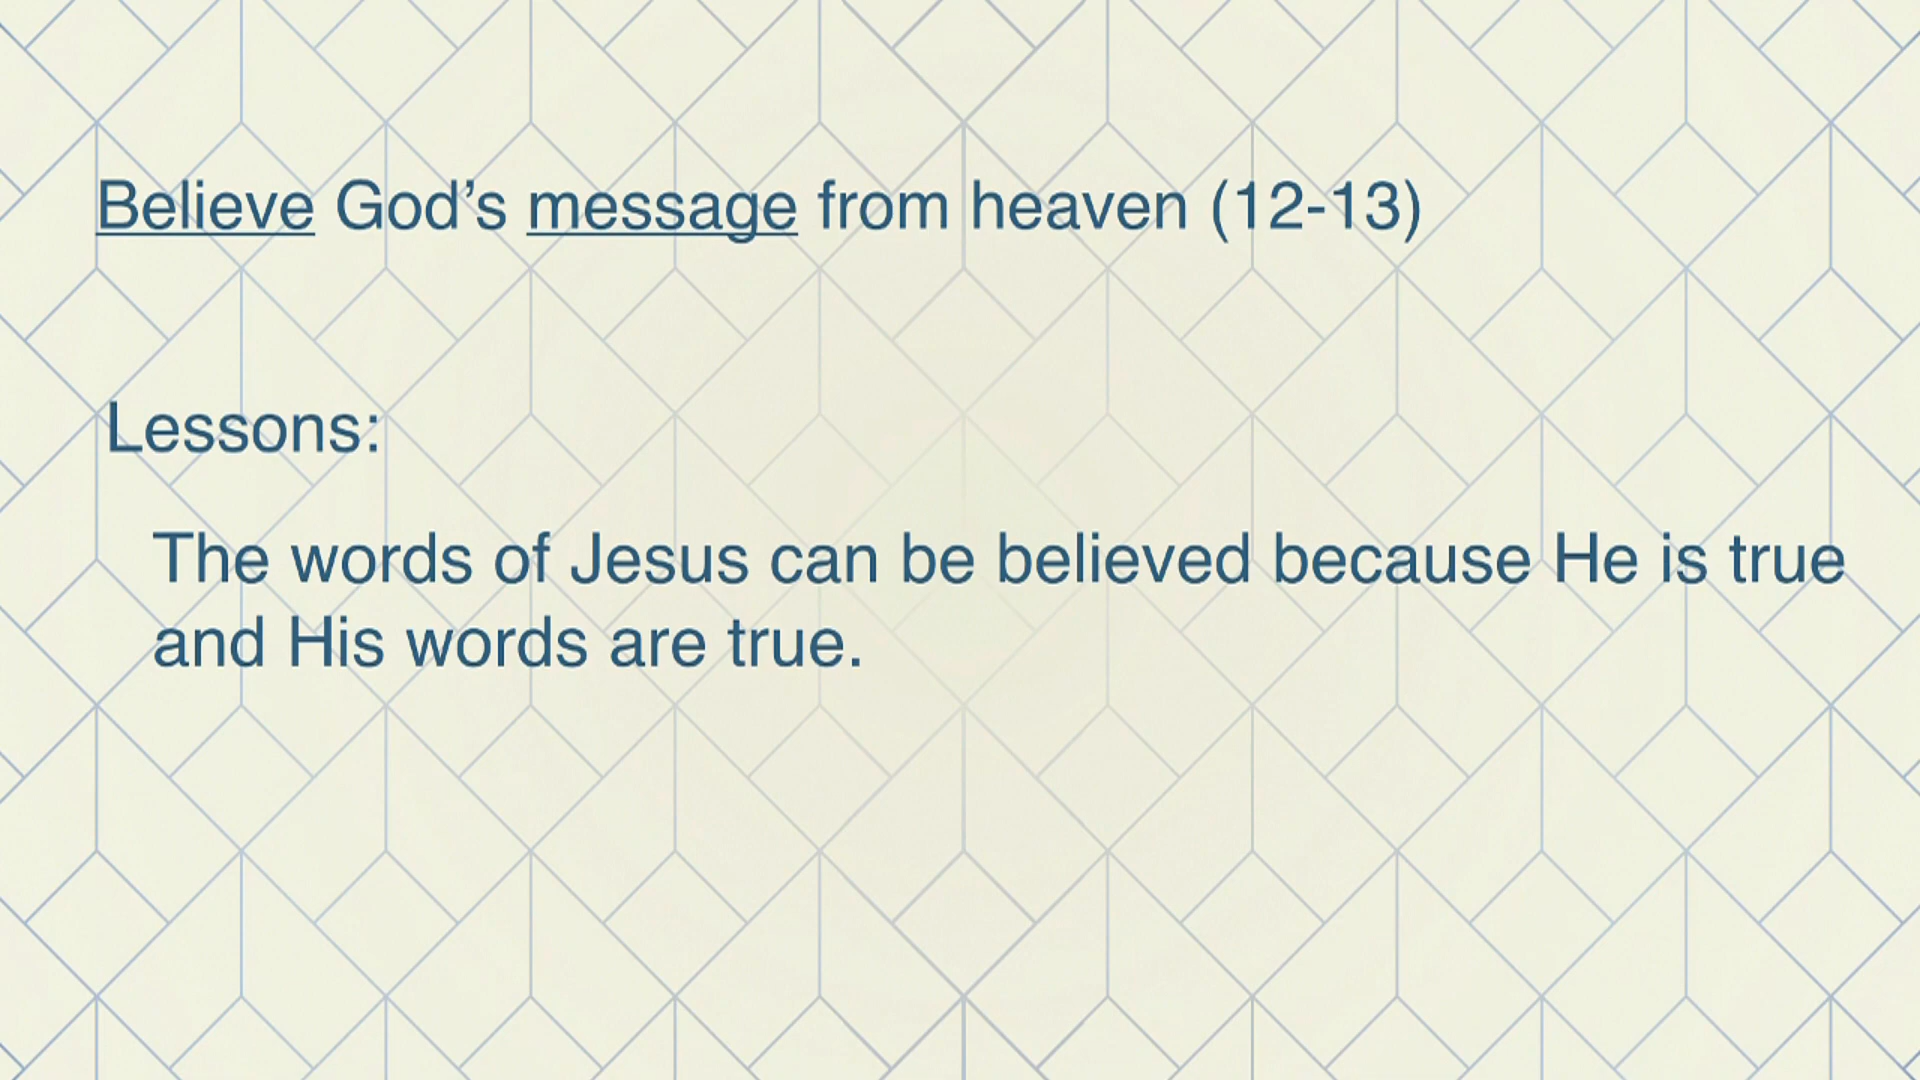 Believe God’s message from heaven (12-13)
Lessons:
The words of Jesus can be believed because He is true
and His words are true.